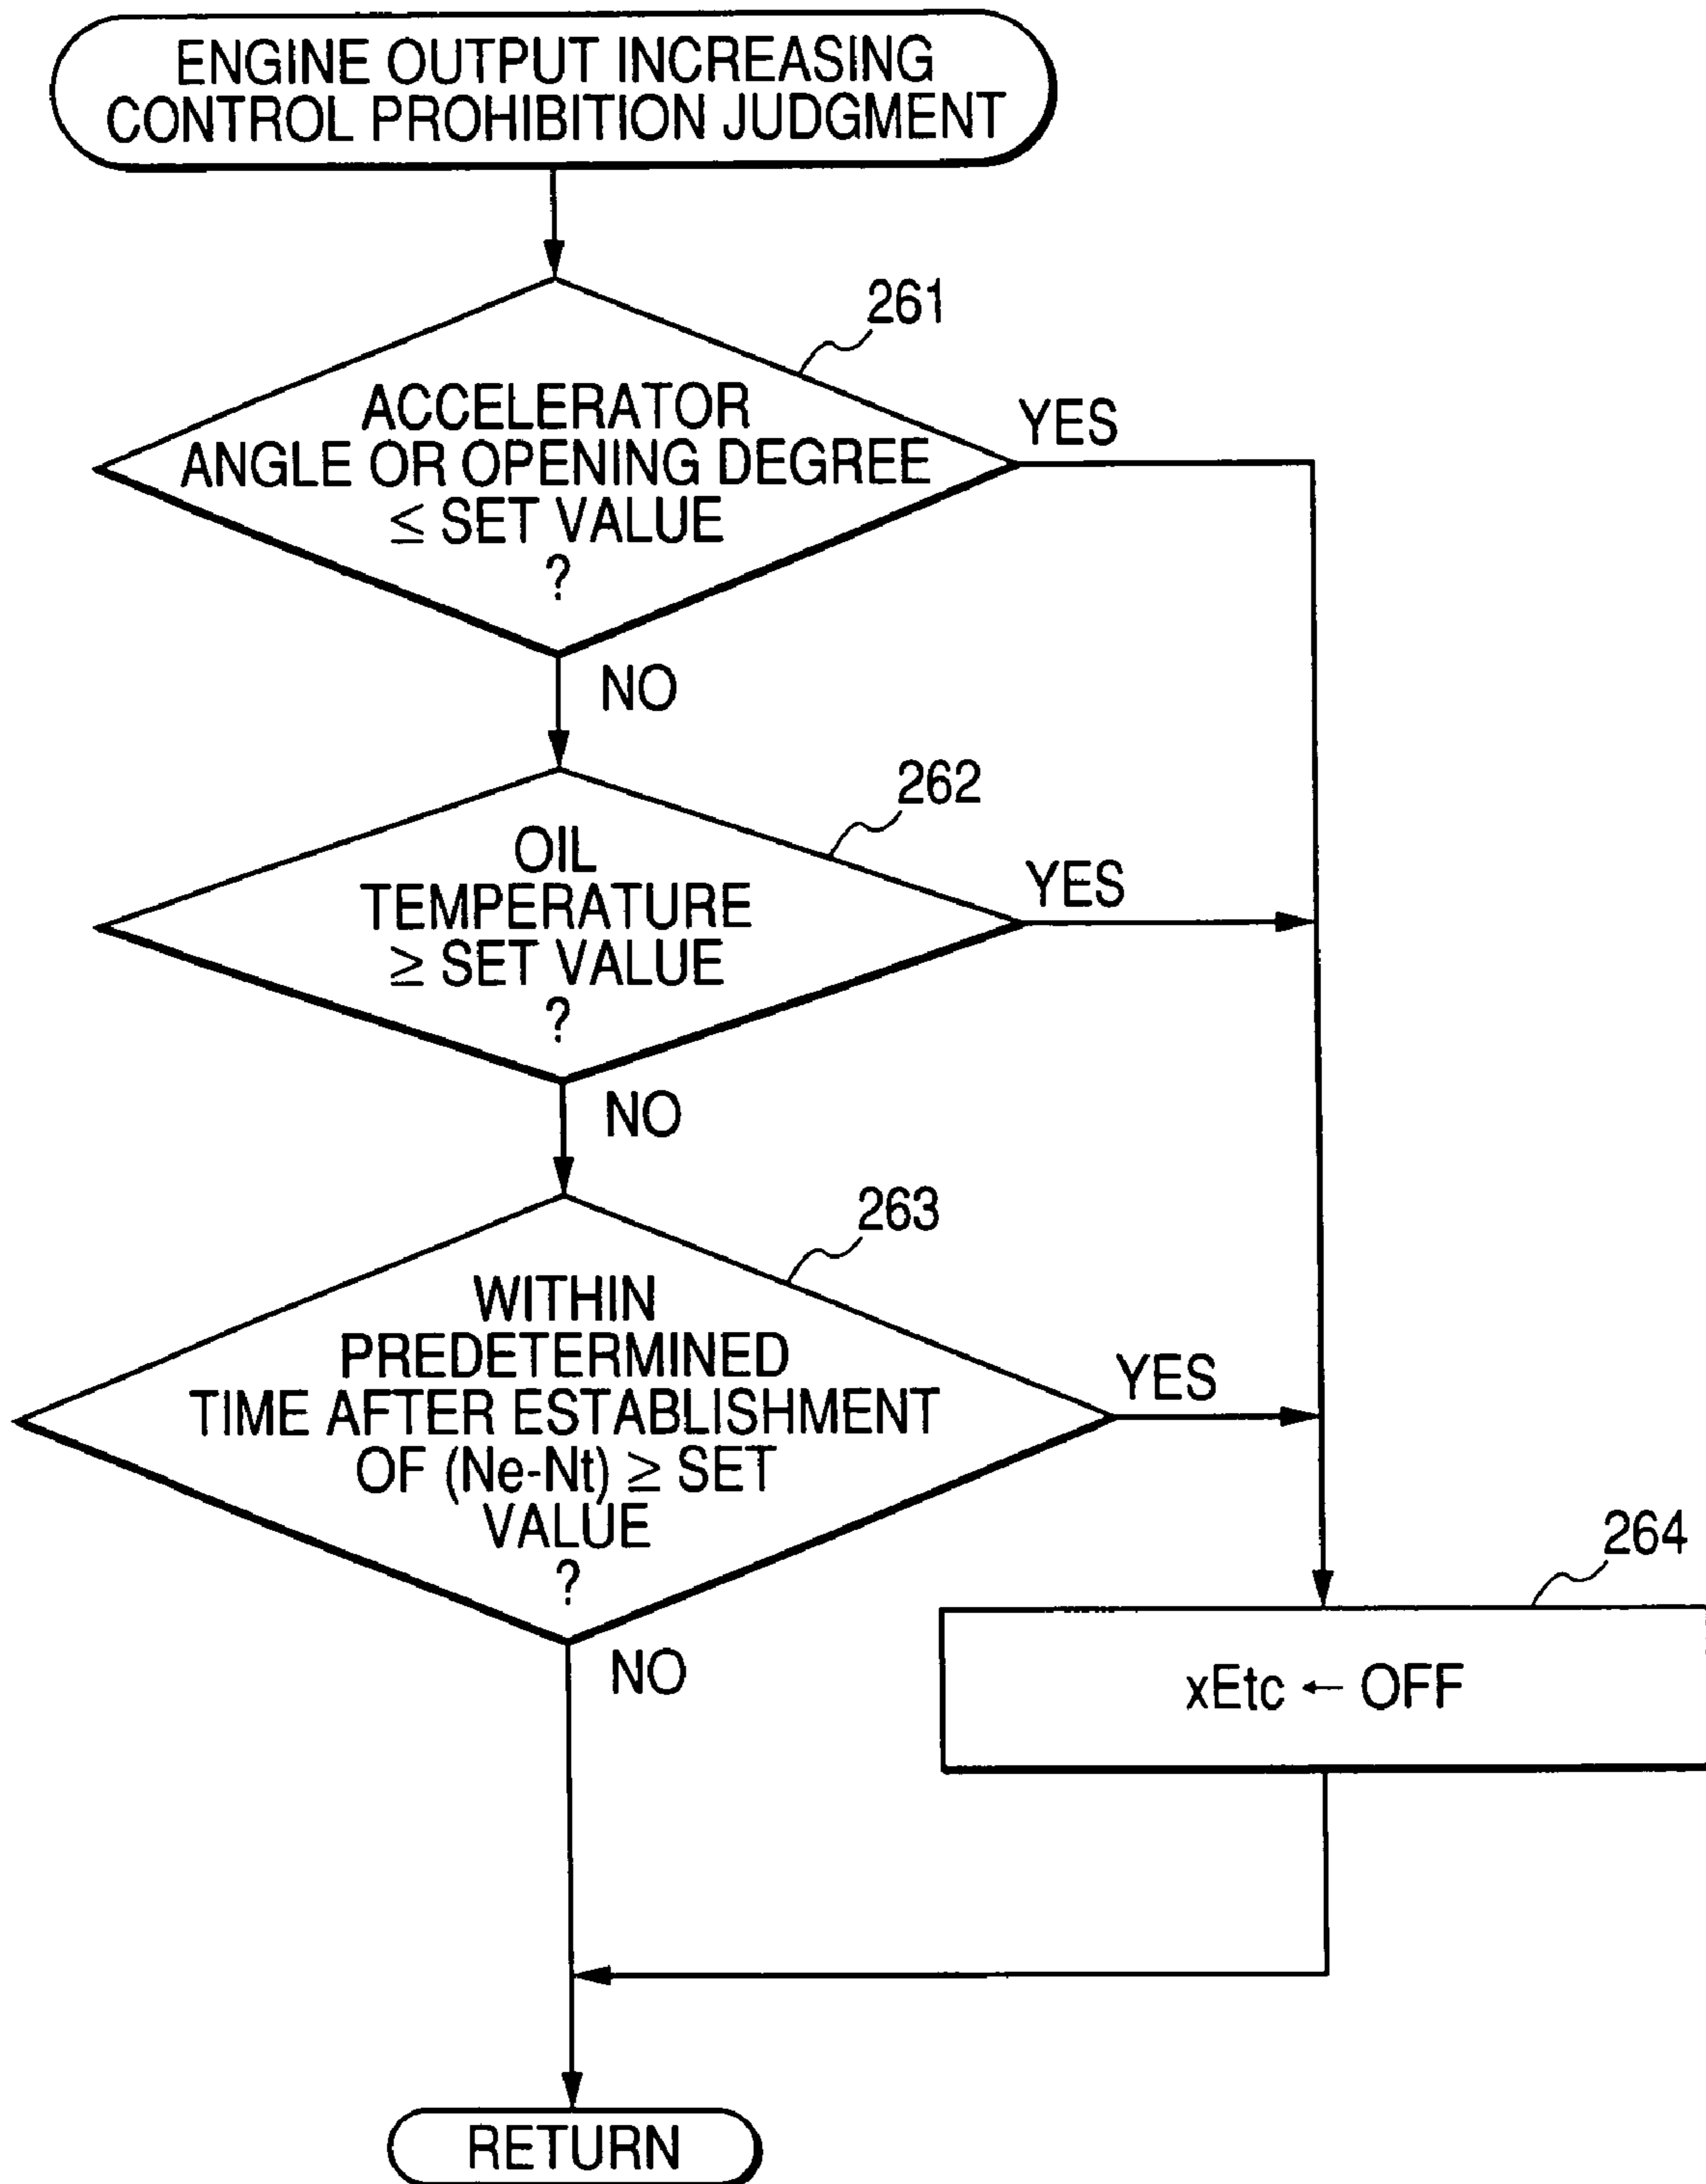 ENGINE OUTPUT INCREASING
CONTROL PROHIBITION JUDGMENT
261
ACCELERATOR
ANGLE OR OPENING DEGREE
≤ SET VALUE
?
YES
NO
262
OIL
TEMPERATURE
≥ SET VALUE
?
YES
NO
263
WITHIN
PREDETERMINED
TIME AFTER ESTABLISHMENT
OF (Ne-Nt) ≥ SET
VALUE
?
YES
NO
264
xEtc ← OFF
RETURN